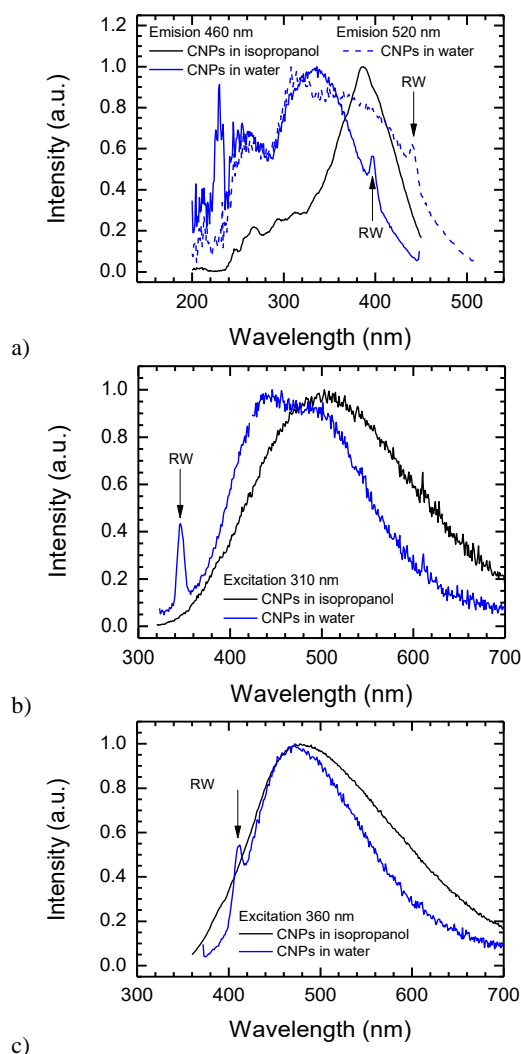 Emision 460 nm
CNPs in isopropanol
CNPs in water
Emision 520 nm
CNPs in water
RW
RW
Intensity (a.u.)
1.0
0.8
0.6
0.4
0.2
0.0
200 300 400 500
Wavelength (nm)
a)
RW
Excitation 310 nm
CNPs in isopropanol
CNPs in water
Intensity (a.u.)
1.0
0.8
0.6
0.4
0.2
0.0
300 400 500 600 700
Wavelength (nm)
b)
RW
Excitation 360 nm
CNPs in isopropanol
CNPs in water
Intensity (a.u.)
1.0
0.8
0.6
0.4
0.2
0.0
300 400 500 600 700
Wavelength (nm)
c)